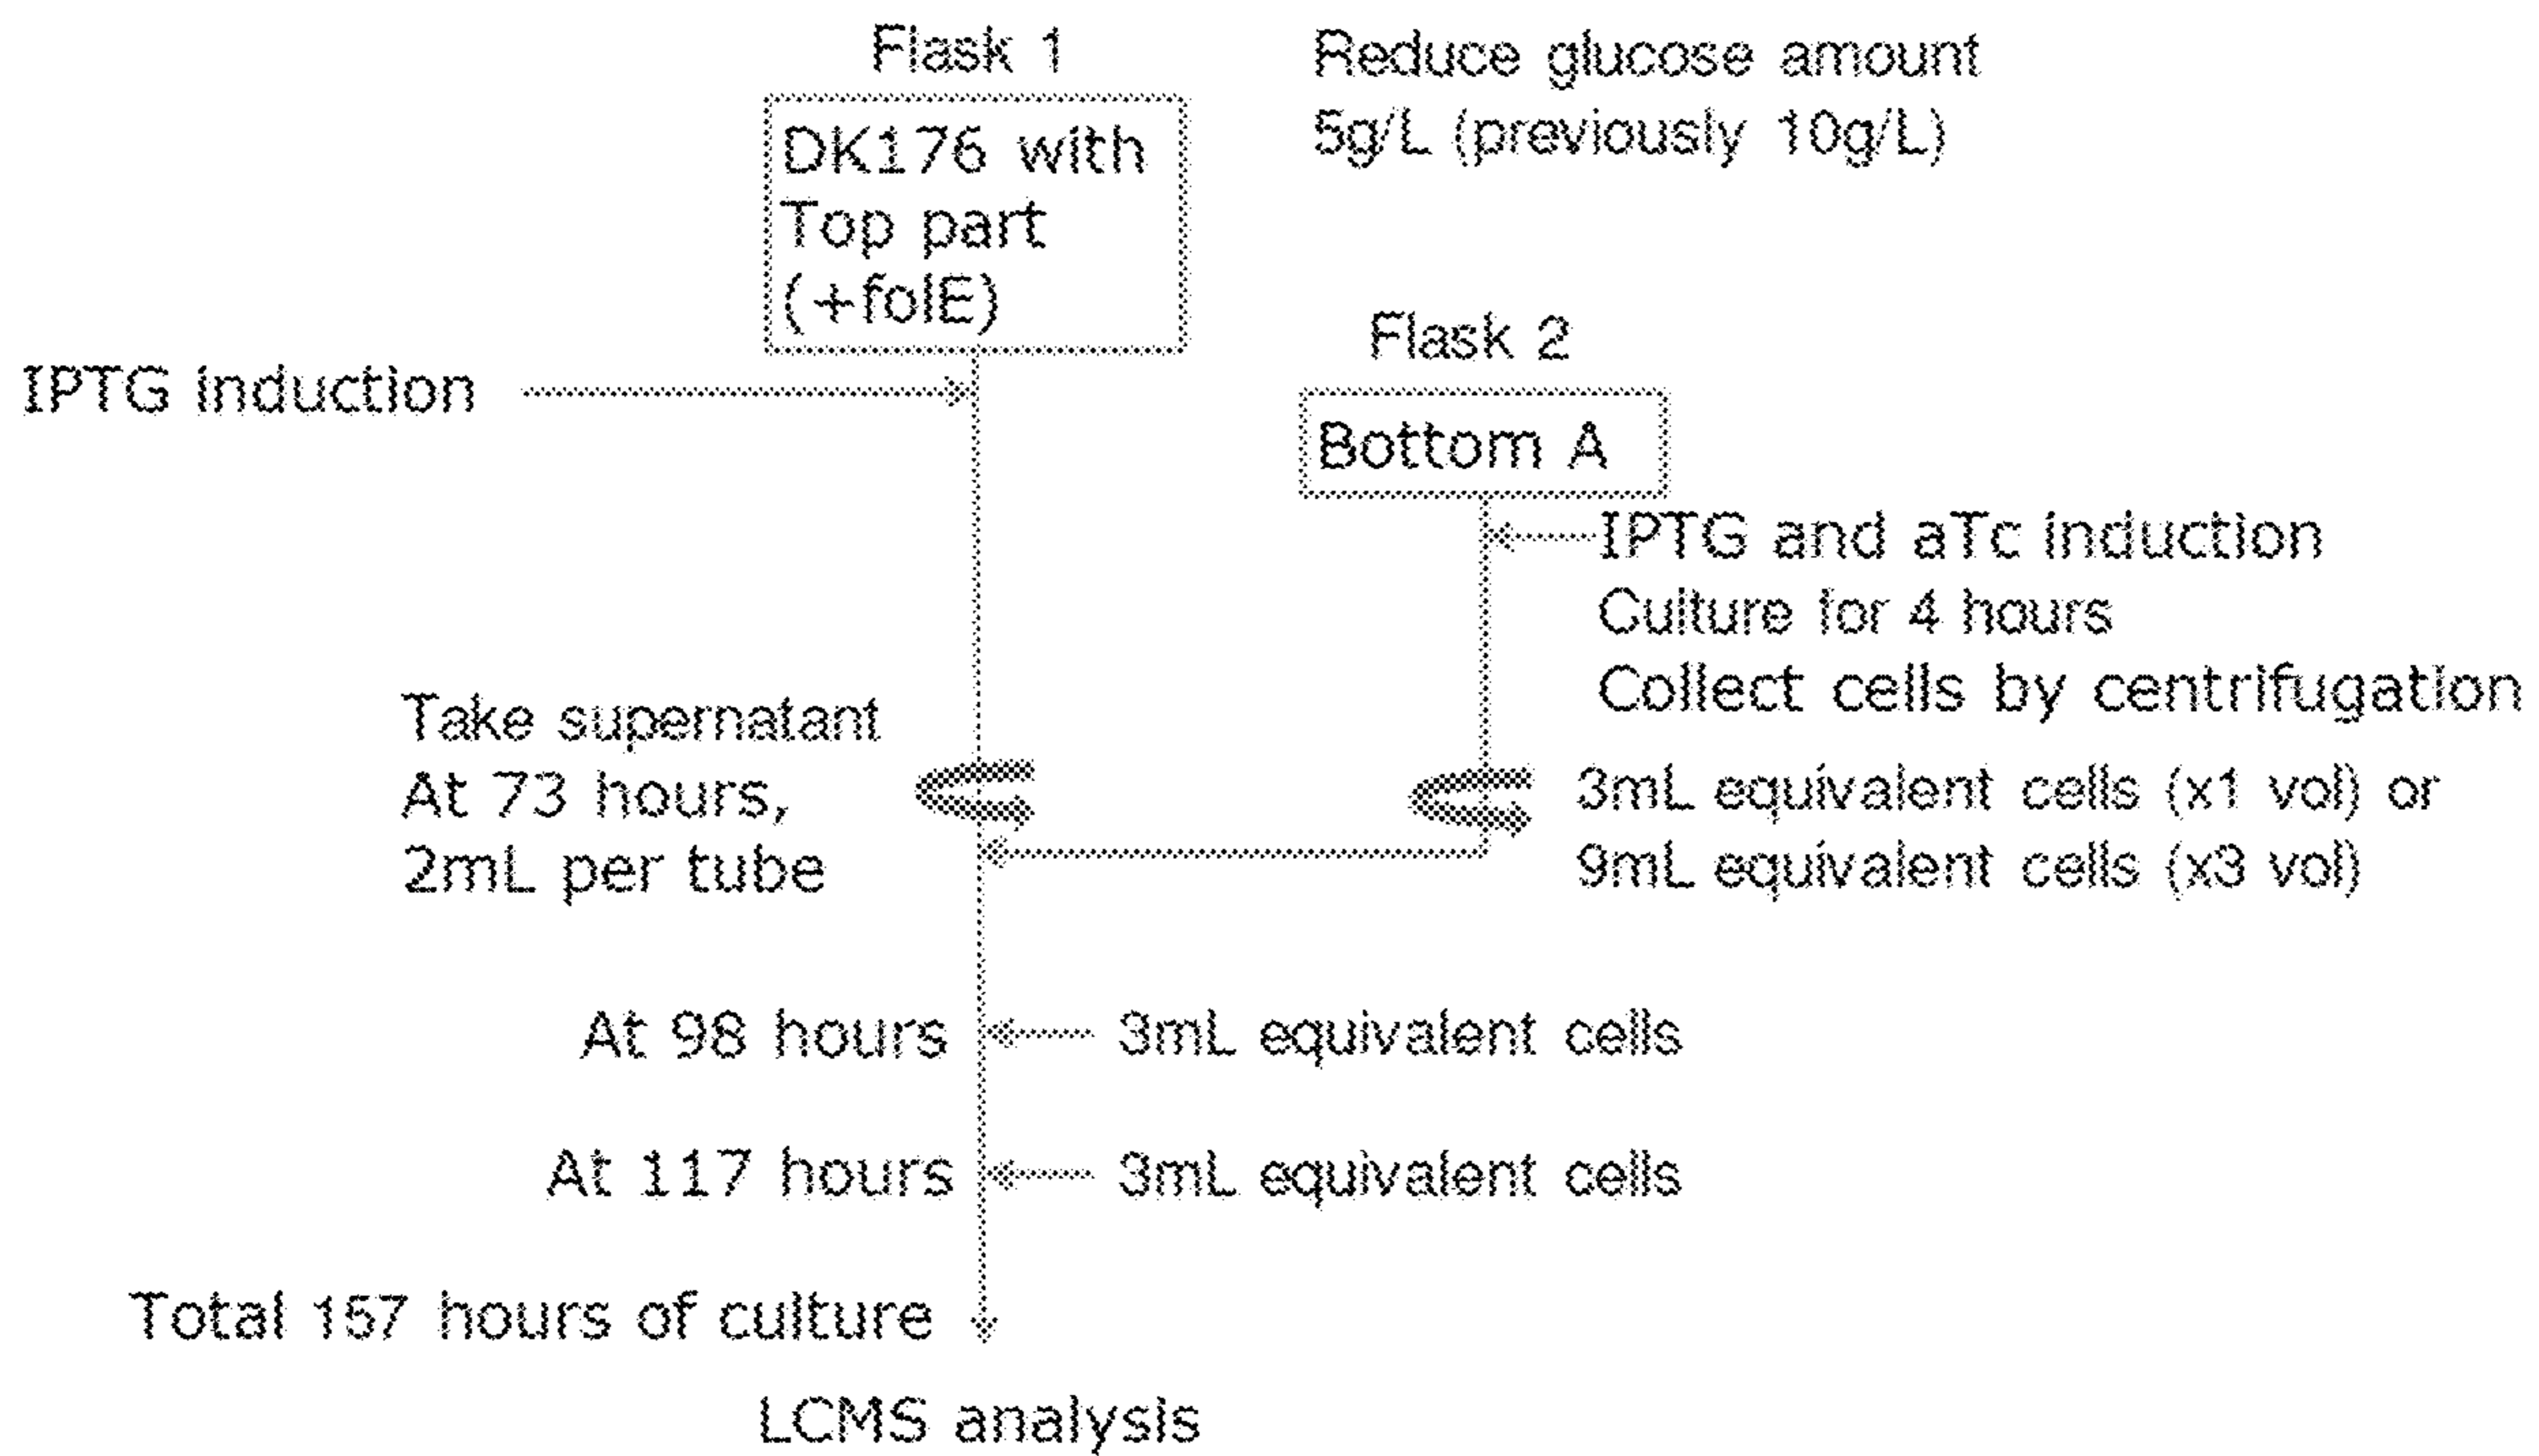 Flask 1
Reduce glucose amount
5g/L (previously 10g/L)
DK176 with
Top part
(+folE)
Flask 2
IPTG induction
Bottom A
IPTG and aTc induction
Culture for 4 hours
Collect cells by centrifugation
Take supernatant
At 73 hours,
2mL per tube
3mL equivalent cells (x1 vol) or
9mL equivalent cells (x3 vol)
At 98 hours
3mL equivalent cells
At 117 hours
3mL equivalent cells
Total 157 hours of culture
LCMS analysis